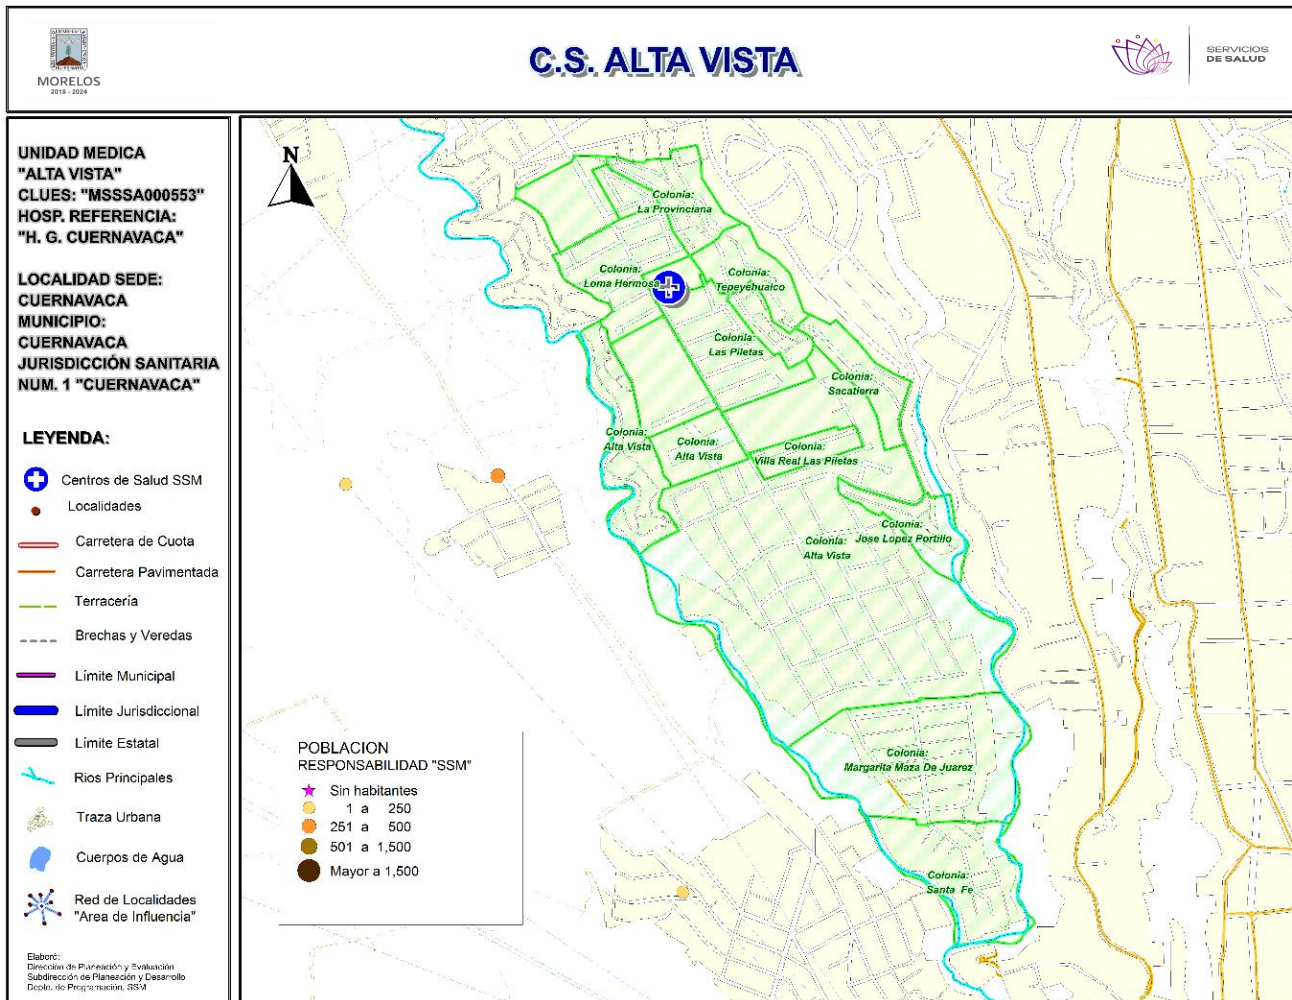 MORELOS
2018 - 2024
C.S. ALTA VISTA
SERVICIOS
DE SALUD
UNIDAD MEDICA
"ALTA VISTA"
CLUES: "MSSSA000553"
HOSP. REFERENCIA:
"H. G. CUERNAVACA"
LOCALIDAD SEDE:
CUERNAVACA
MUNICIPIO:
CUERNAVACA
JURISDICCIÓN SANITARIA
NUM. 1 "CUERNAVACA"
LEYENDA:
Centros de Salud SSM
Localidades
Carretera de Cuota
Carretera Pavimentada
Terracería
Brechas y Veredas
Límite Municipal
Límite Jurisdiccional
Límite Estatal
Rios Principales
Traza Urbana
Cuerpos de Agua
Red de Localidades
"Area de Influencia"
Elaboró:
Dirección de Planeación y Evaluación
Subdirección de Planeación y Desarrollo
Depto. de Programación, SSM
N
Colonia:
La Provinciana
Colonia:
Loma Hermosa
Colonia:
Tepeyehualco
Colonia:
Las Piletas
Colonia:
Sacatierra
Colonia:
Alta Vista
Colonia:
Alta Vista
Colonia:
Villa Real Las Piletas
Colonia:
Jose Lopez Portillo
Colonia:
Alta Vista
Colonia:
Margarita Maza De Juarez
Colonia:
Santa Fe
POBLACION
RESPONSABILIDAD "SSM"
Sin habitantes
1 a 250
251 a 500
501 a 1,500
Mayor a 1,500